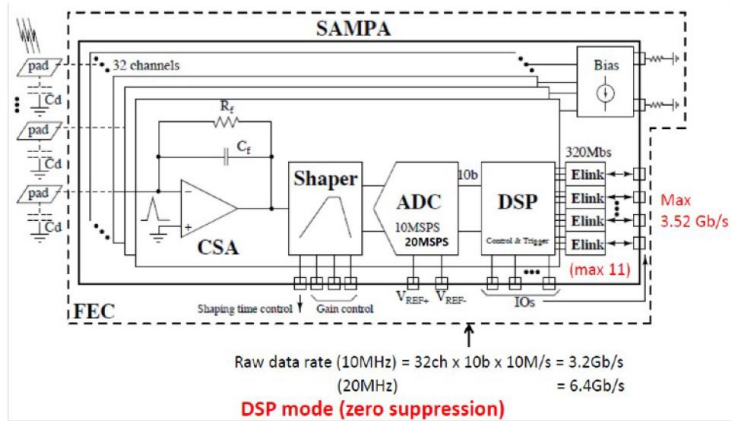 SAMPA
pad
32 channels
Bias
Cd
Rf
pad
Cf
Cd
320Mbs
Shaper
10b
Elink
pad
ADC
DSP
Elink
Max
3.52 Gb/s
Cd
10MSPS
Elink
20MSPS
Control & Trigger
Elink
CSA
(max 11)
Shaping time control
Gain control
VREF+
VREF-
IOs
FEC
Raw data rate (10MHz) = 32ch x 10b x 10M/s = 3.2Gb/s
(20MHz) = 6.4Gb/s
DSP mode (zero suppression)